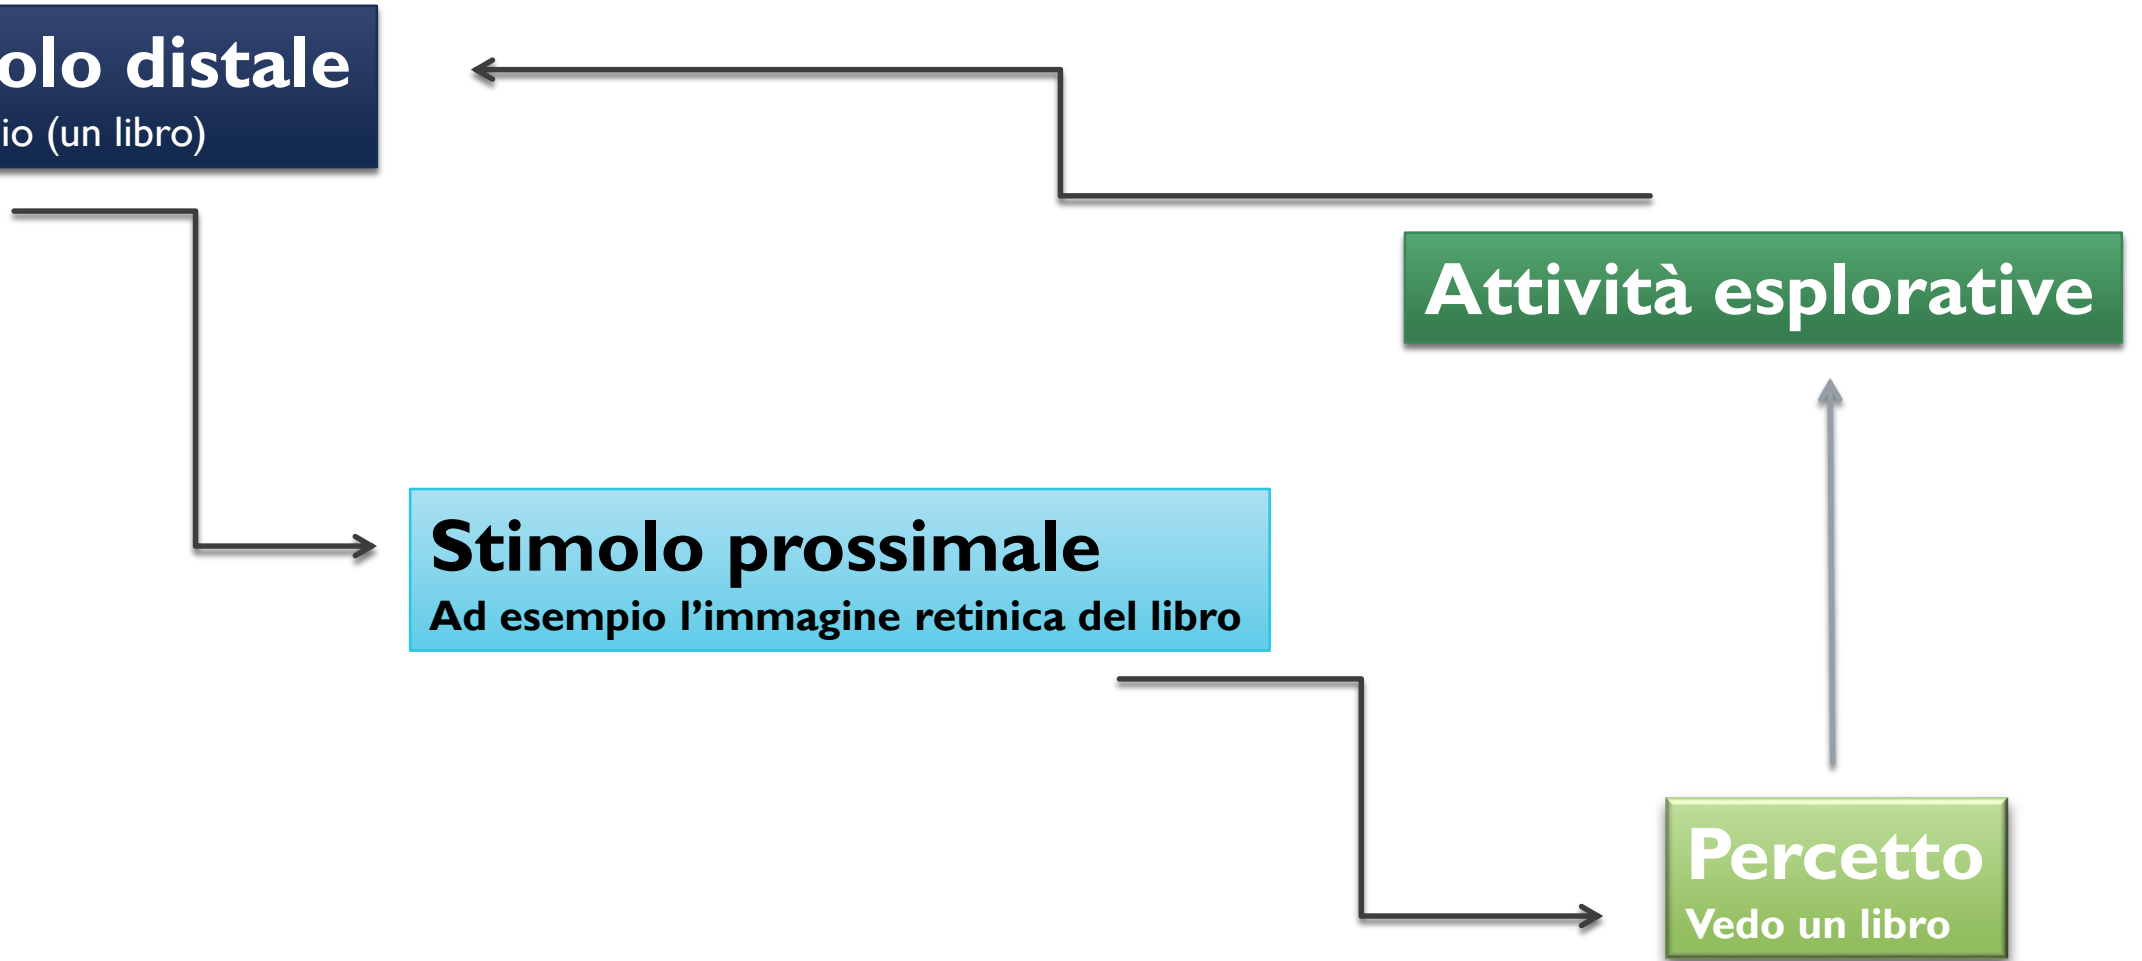 olo distale
io (un libro)
Attività esplorative
Stimolo prossimale
Ad esempio l’immagine retinica del libro
Percetto
Vedo un libro